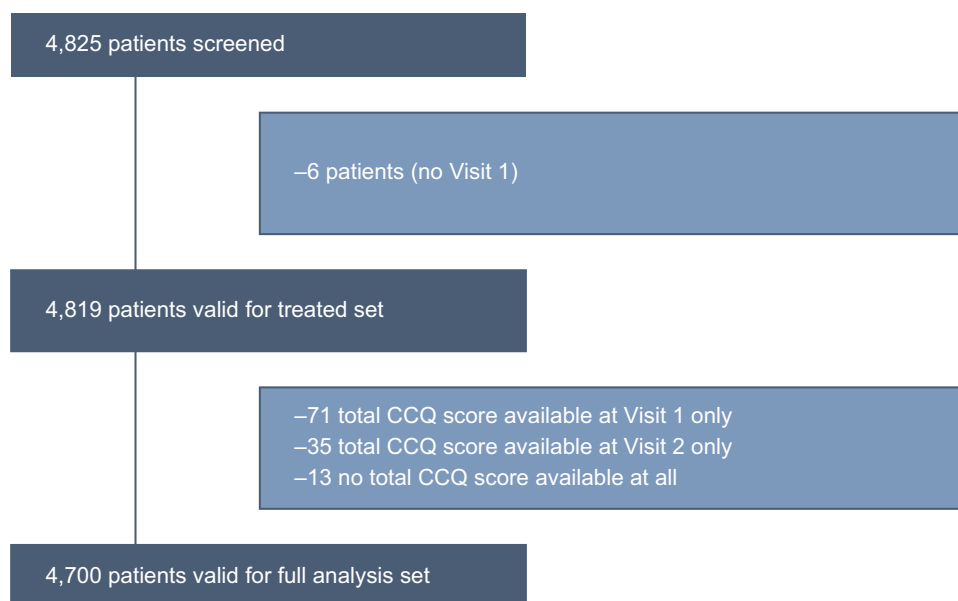 4,825 patients screened
–6 patients (no Visit 1)
4,819 patients valid for treated set
–71 total CCQ score available at Visit 1 only
–35 total CCQ score available at Visit 2 only
–13 no total CCQ score available at all
4,700 patients valid for full analysis set